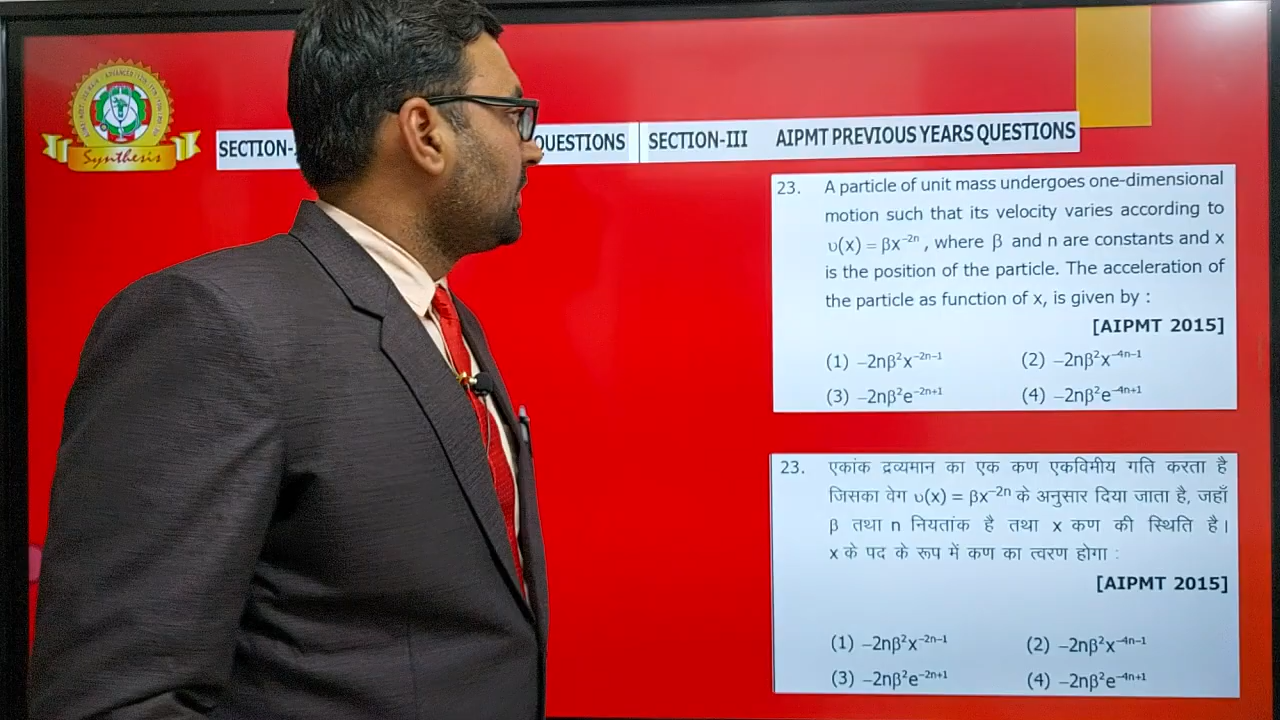 Synthesis
SECTION-
QUESTIONS
SECTION-III AIPMT PREVIOUS YEARS QUESTIONS
23. A particle of unit mass undergoes one-dimensional
motion such that its velocity varies according to
υ(x) = βx⁻²ⁿ , where β and n are constants and x
is the position of the particle. The acceleration of
the particle as function of x, is given by :
[AIPMT 2015]
(1) –2nβ²x⁻²ⁿ⁻¹ (2) –2nβ²x⁻⁴ⁿ⁻¹
(3) –2nβ²e⁻²ⁿ⁺¹ (4) –2nβ²e⁻⁴ⁿ⁺¹
23. एकांक द्रव्यमान का एक कण एकविमीय गति करता है
जिसका वेग υ(x) = βx⁻²ⁿ के अनुसार दिया जाता है, जहाँ
β तथा n नियतांक है तथा x कण की स्थिति है।
x के पद के रूप में कण का त्वरण होगा :
[AIPMT 2015]
(1) –2nβ²x⁻²ⁿ⁻¹ (2) –2nβ²x⁻⁴ⁿ⁻¹
(3) –2nβ²e⁻²ⁿ⁺¹ (4) –2nβ²e⁻⁴ⁿ⁺¹